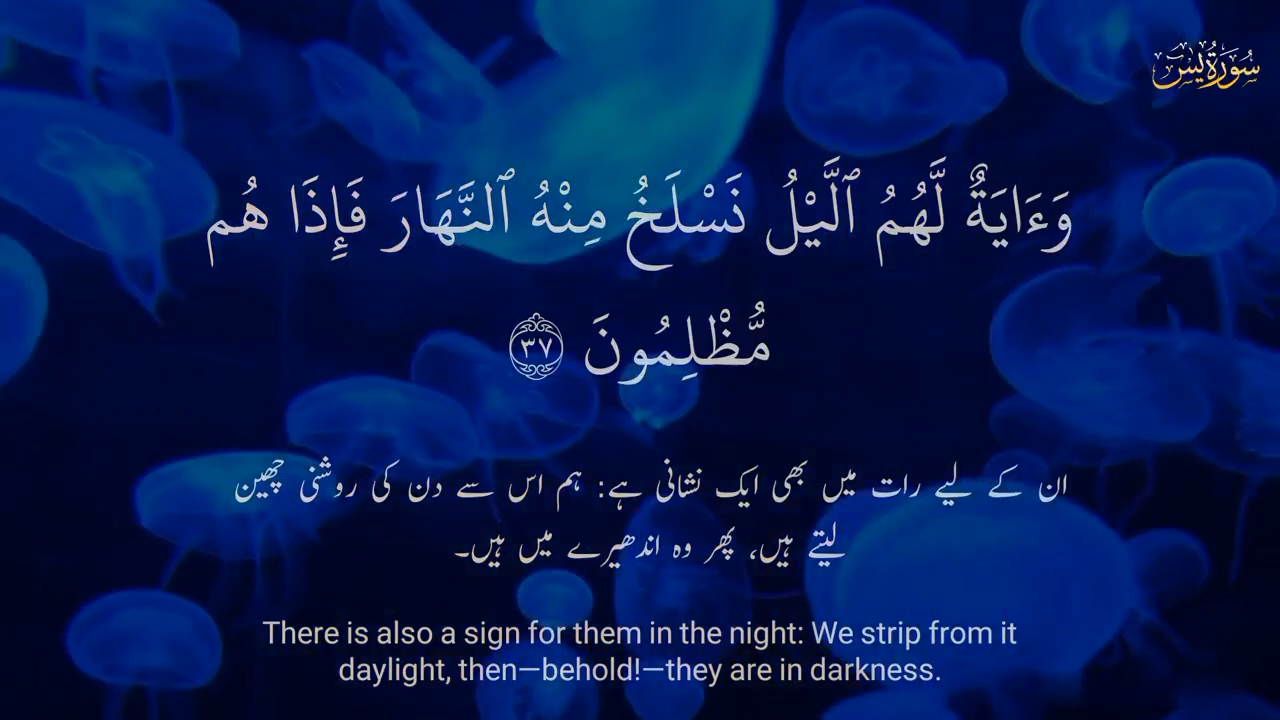 سُورَةُ يسٓ
وَءَايَةٌ لَّهُمُ ٱلَّيْلُ نَسْلَخُ مِنْهُ ٱلنَّهَارَ فَإِذَا هُم
مُّظْلِمُونَ ٣٧
ان کے لیے رات میں بھی ایک نشانی ہے: ہم اس سے دن کی روشنی چھین
لیتے ہیں، پھر وہ اندھیرے میں ہیں۔
There is also a sign for them in the night: We strip from it
daylight, then—behold!—they are in darkness.